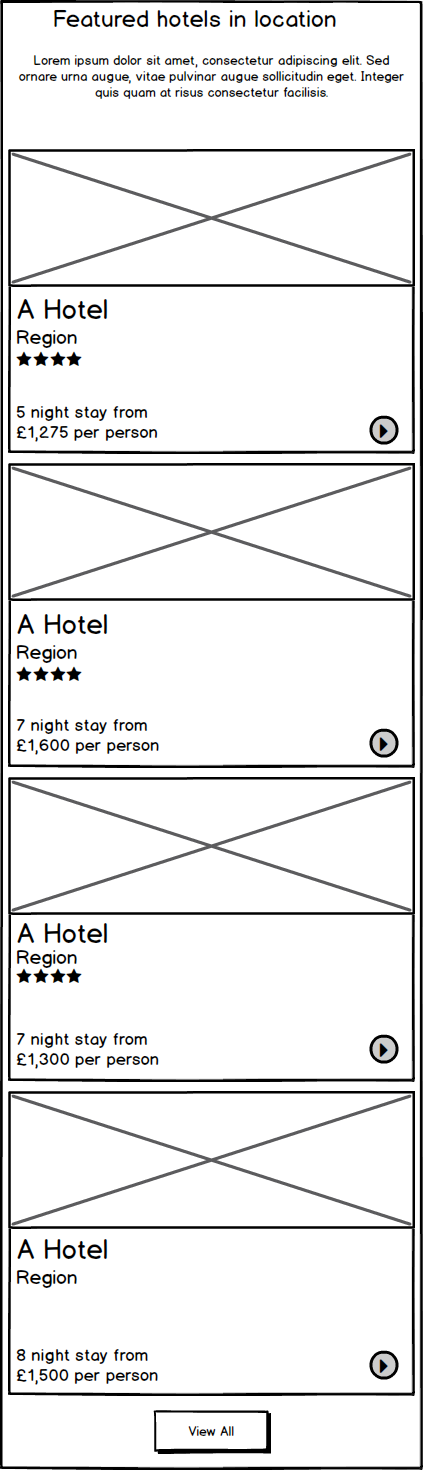 Featured hotels in location
Lorem ipsum dolor sit amet, consectetur adipiscing elit. Sed
ornare urna augue, vitae pulvinar augue sollicitudin eget. Integer
quis quam at risus consectetur facilisis.
A Hotel
Region
★★★★
5 night stay from
£1,275 per person
A Hotel
Region
★★★★
7 night stay from
£1,600 per person
A Hotel
Region
★★★★
7 night stay from
£1,300 per person
A Hotel
Region
8 night stay from
£1,500 per person
View All